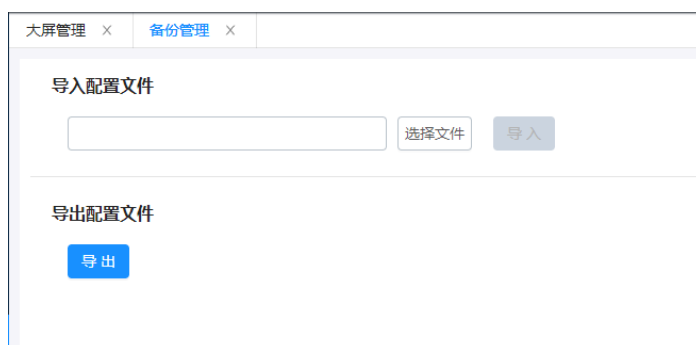 大屏管理 × 备份管理 ×
导入配置文件
选择文件 导入
导出配置文件
导出